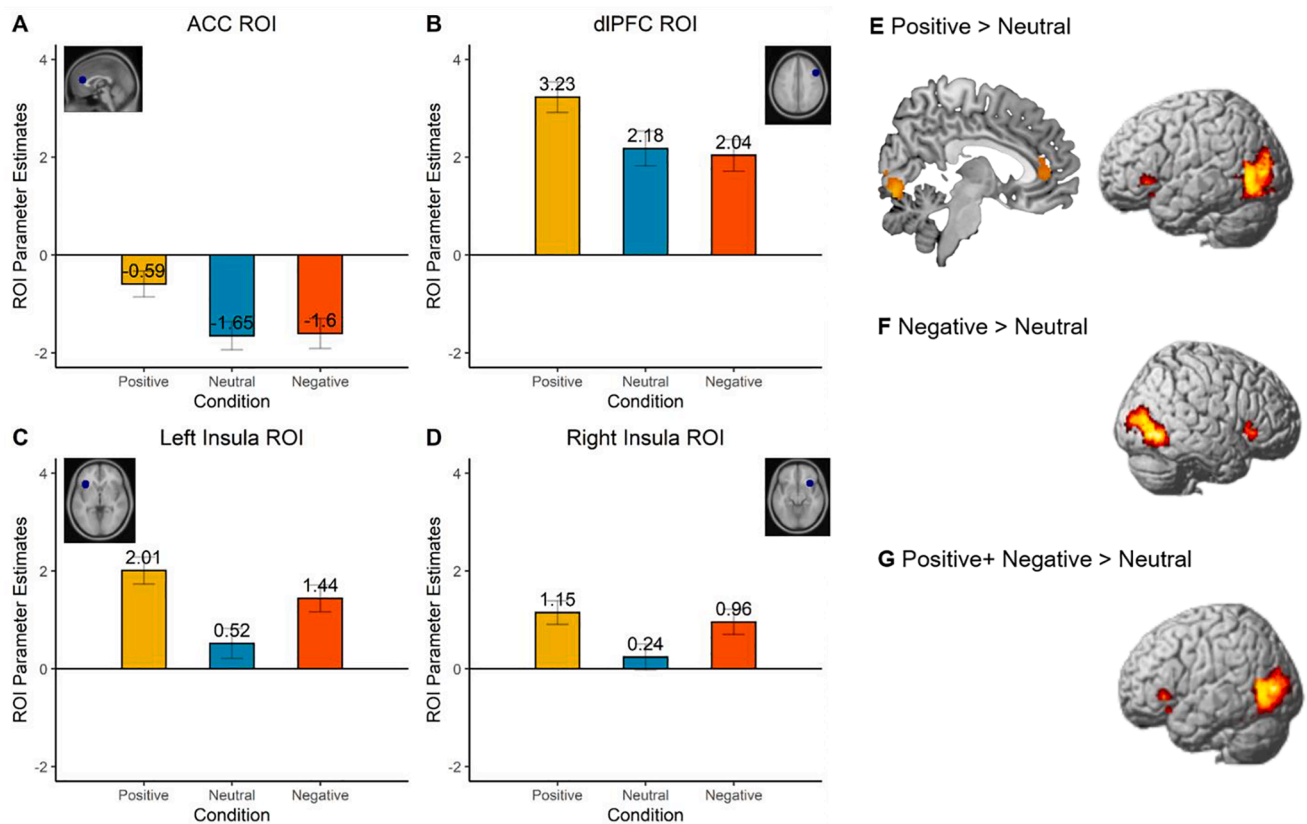 A ACC ROI
4
2
0
-2
ROI Parameter Estimates
-0.59
-1.65
-1.6
Positive Neutral Negative
Condition
B dlPFC ROI
4
2
0
-2
ROI Parameter Estimates
3.23
2.18
2.04
Positive Neutral Negative
Condition
C Left Insula ROI
4
2
0
-2
ROI Parameter Estimates
2.01
0.52
1.44
Positive Neutral Negative
Condition
D Right Insula ROI
4
2
0
-2
ROI Parameter Estimates
1.15
0.24
0.96
Positive Neutral Negative
Condition
E Positive > Neutral
F Negative > Neutral
G Positive+ Negative > Neutral